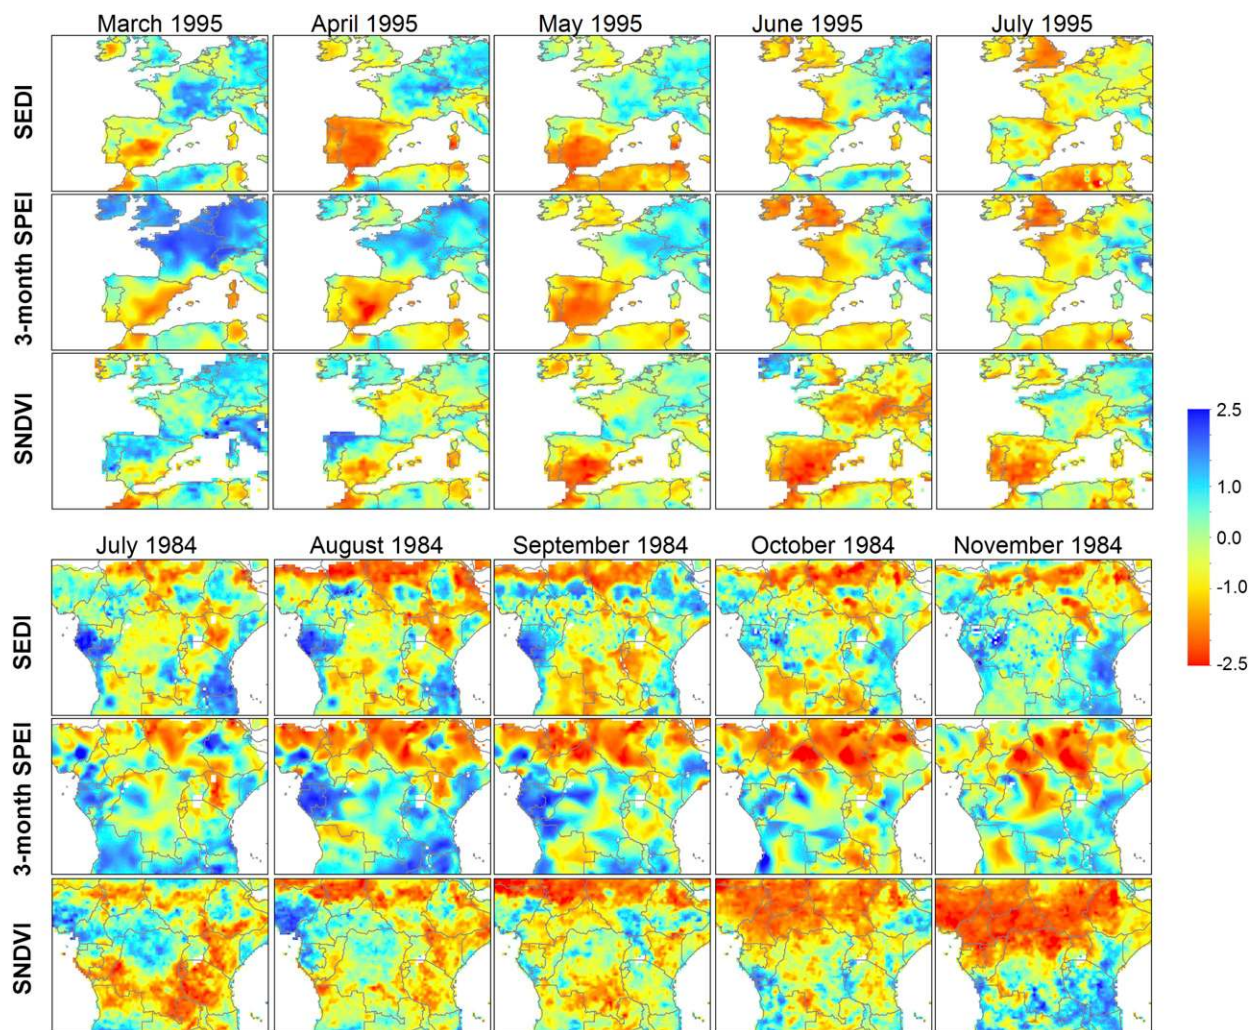 March 1995 April 1995 May 1995 June 1995 July 1995
SEDI
3-month SPEI
SNDVI
2.5
1.0
0.0
-1.0
-2.5
July 1984 August 1984 September 1984 October 1984 November 1984
SEDI
3-month SPEI
SNDVI